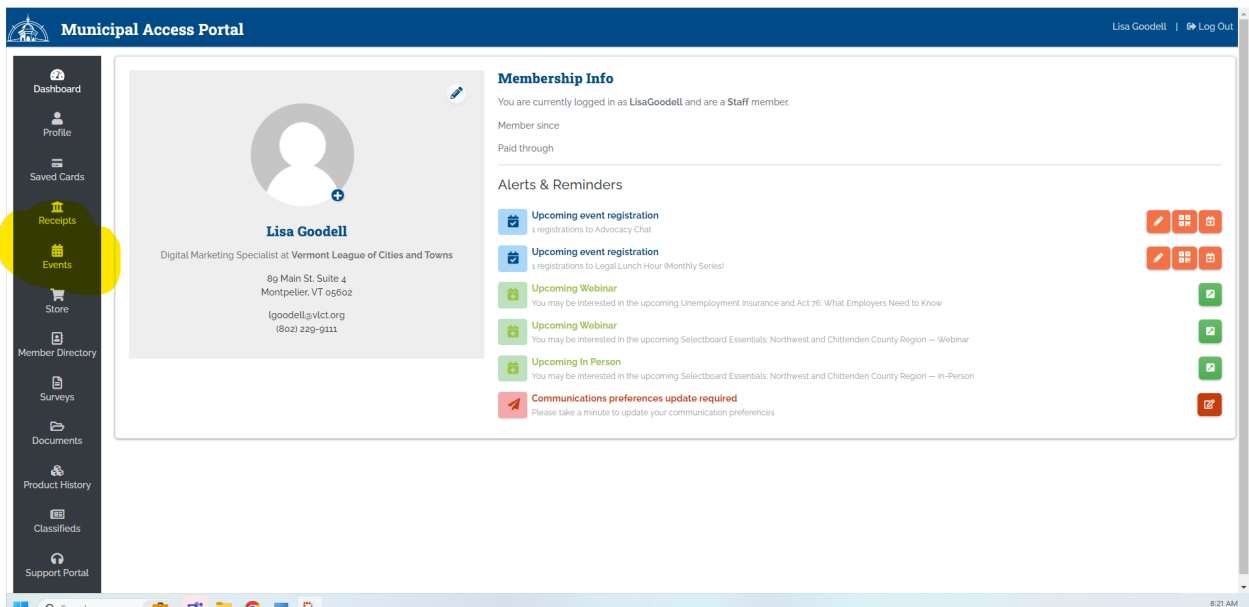 Municipal Access Portal
Lisa Goodell | Log Out
Dashboard
Profile
Saved Cards
Receipts
Events
Store
Member Directory
Surveys
Documents
Product History
Classifieds
Support Portal
Lisa Goodell
Digital Marketing Specialist at Vermont League of Cities and Towns
89 Main St, Suite 4
Montpelier, VT 05602
lgoodell@vlct.org
(802) 229-9111
Membership Info
You are currently logged in as LisaGoodell and are a Staff member.
Member since
Paid through
Alerts & Reminders
Upcoming event registration
1 registrations to Advocacy Chat
Upcoming event registration
1 registrations to Legal Lunch Hour (Monthly Series)
Upcoming Webinar
You may be interested in the upcoming Unemployment Insurance and Act 76: What Employers Need to Know
Upcoming Webinar
You may be interested in the upcoming Selectboard Essentials: Northwest and Chittenden County Region — Webinar
Upcoming In Person
You may be interested in the upcoming Selectboard Essentials: Northwest and Chittenden County Region — In-Person
Communications preferences update required
Please take a minute to update your communication preferences
8:21 AM